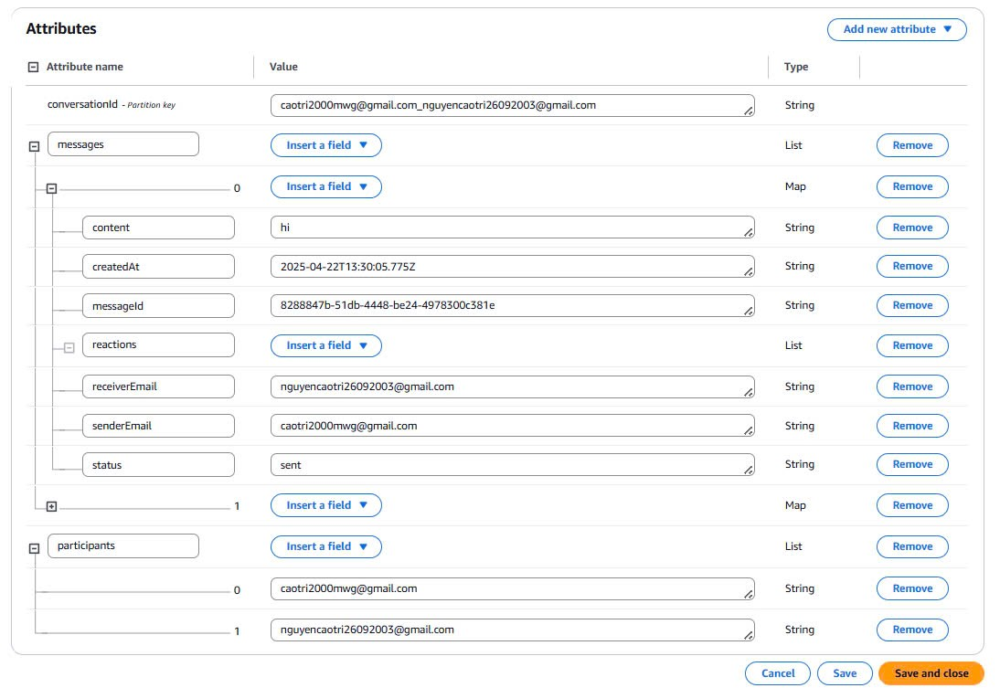 Attributes
Add new attribute
Attribute name Value Type
conversationId - Partition key caotri2000mwg@gmail.com_nguyencaotri26092003@gmail.com String
messages Insert a field List Remove
0 Insert a field Map Remove
content hi String Remove
createdAt 2025-04-22T13:30:05.775Z String Remove
messageId 8288847b-51db-4448-be24-4978300c381e String Remove
reactions Insert a field List Remove
receiverEmail nguyencaotri26092003@gmail.com String Remove
senderEmail caotri2000mwg@gmail.com String Remove
status sent String Remove
1 Insert a field Map Remove
participants Insert a field List Remove
0 caotri2000mwg@gmail.com String Remove
1 nguyencaotri26092003@gmail.com String Remove
Cancel Save Save and close